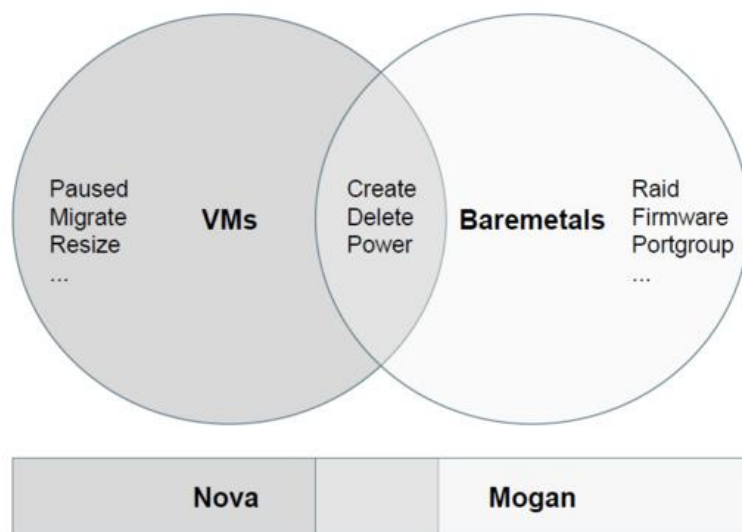 Paused
Migrate
Resize
...
VMs
Create
Delete
Power
Baremetals
Raid
Firmware
Portgroup
...
Nova
Mogan